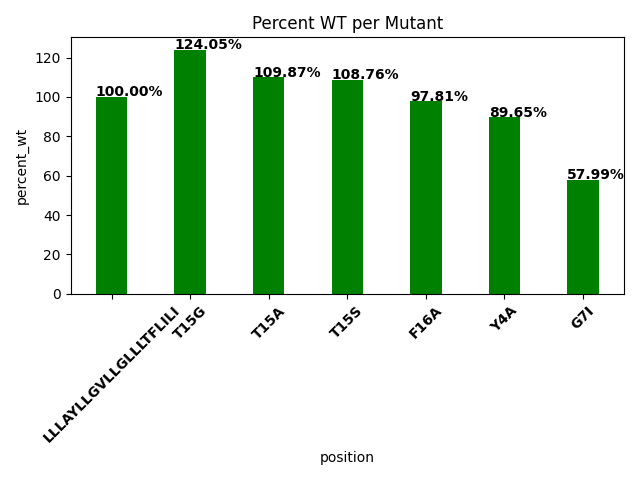 Percent WT per Mutant
percent_wt
120
100
80
60
40
20
0
100.00%
124.05%
109.87%
108.76%
97.81%
89.65%
57.99%
LLLAYLLGVLLGLLLTFLILI
T15G
T15A
T15S
F16A
Y4A
G7I
position